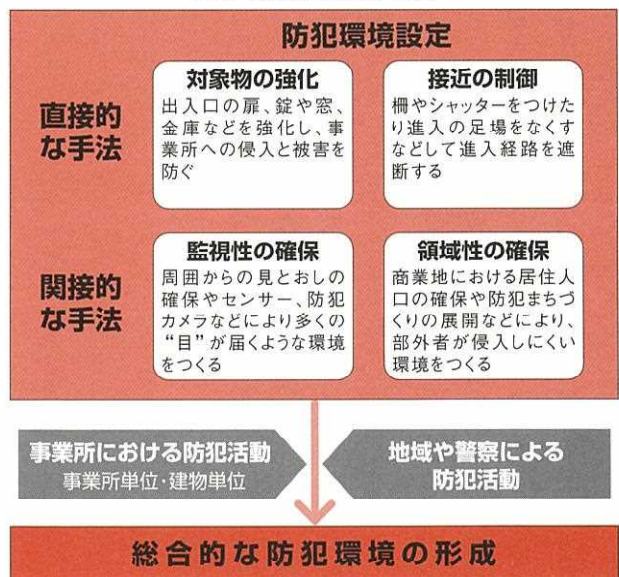 防犯環境設定
直接的
な手法
対象物の強化
出入口の扉、錠や窓、
金庫などを強化し、事
業所への侵入と被害を
防ぐ
接近の制御
柵やシャッターをつけた
り進入の足場をなくす
などして進入経路を遮
断する
関接的
な手法
監視性の確保
周囲からの見とおしの
確保やセンサー、防犯
カメラなどにより多くの
“目”が届くような環境
をつくる
領域性の確保
商業地における居住人
口の確保や防犯まちづ
くりの展開などにより、
部外者が侵入しにくい
環境をつくる
事業所における防犯活動
事業所単位・建物単位
地域や警察による
防犯活動
総合的な防犯環境の形成